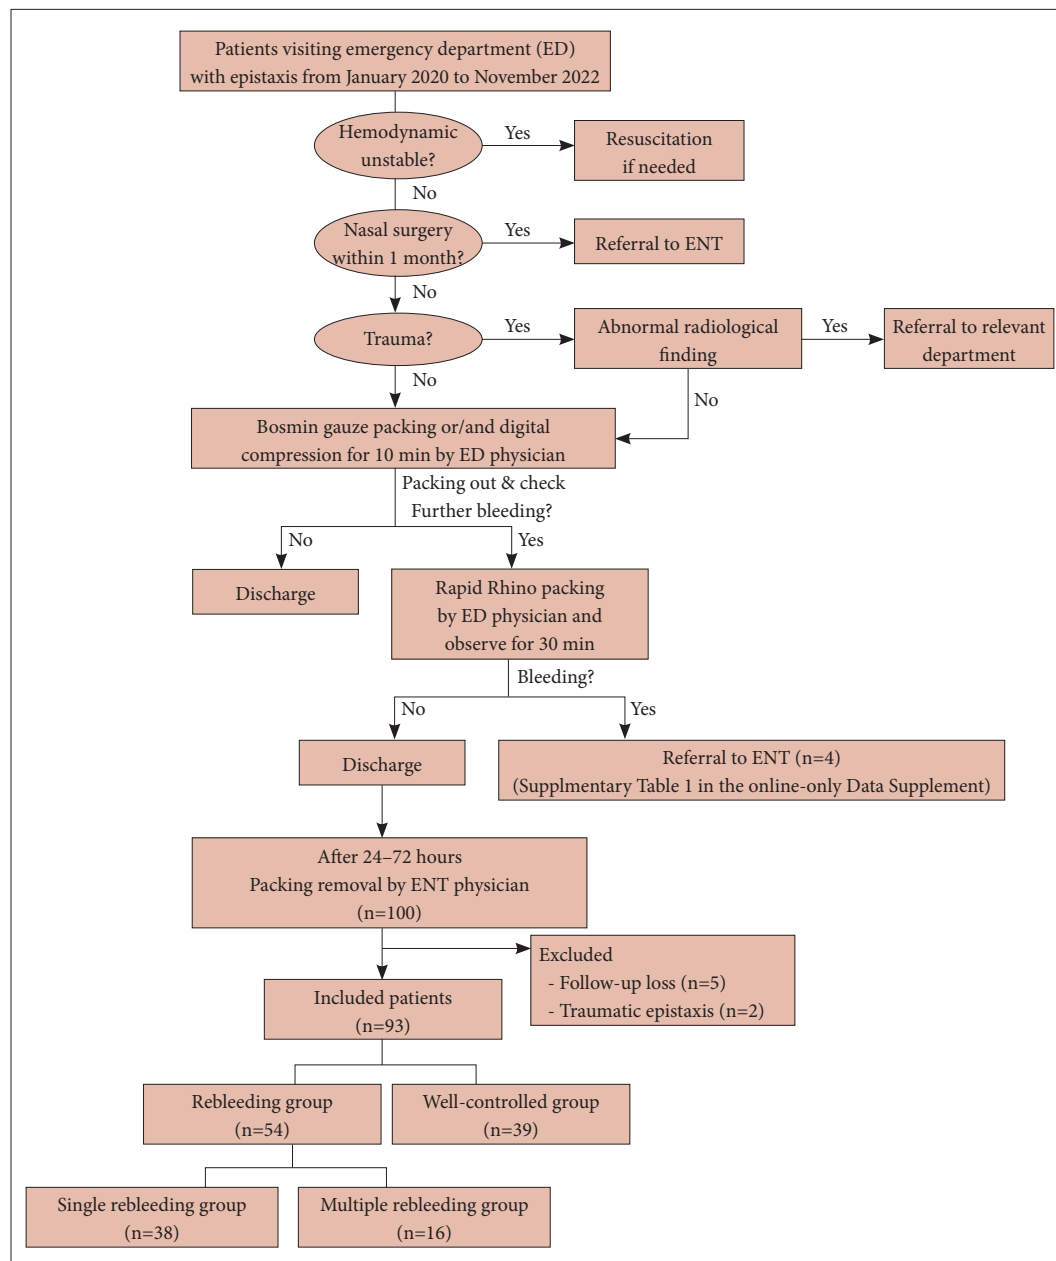 Patients visiting emergency department (ED)
with epistaxis from January 2020 to November 2022
Hemodynamic
unstable?
Yes
Resuscitation
if needed
No
Nasal surgery
within 1 month?
Yes
Referral to ENT
No
Trauma?
Yes
Abnormal radiological
finding
Yes
Referral to relevant
department
No
No
Bosmin gauze packing or/and digital
compression for 10 min by ED physician
Packing out & check
Further bleeding?
No
Yes
Discharge
Rapid Rhino packing
by ED physician and
observe for 30 min
Bleeding?
No
Yes
Discharge
Referral to ENT (n=4)
(Supplmentary Table 1 in the online-only Data Supplement)
After 24–72 hours
Packing removal by ENT physician
(n=100)
Excluded
- Follow-up loss (n=5)
- Traumatic epistaxis (n=2)
Included patients
(n=93)
Rebleeding group
(n=54)
Well-controlled group
(n=39)
Single rebleeding group
(n=38)
Multiple rebleeding group
(n=16)